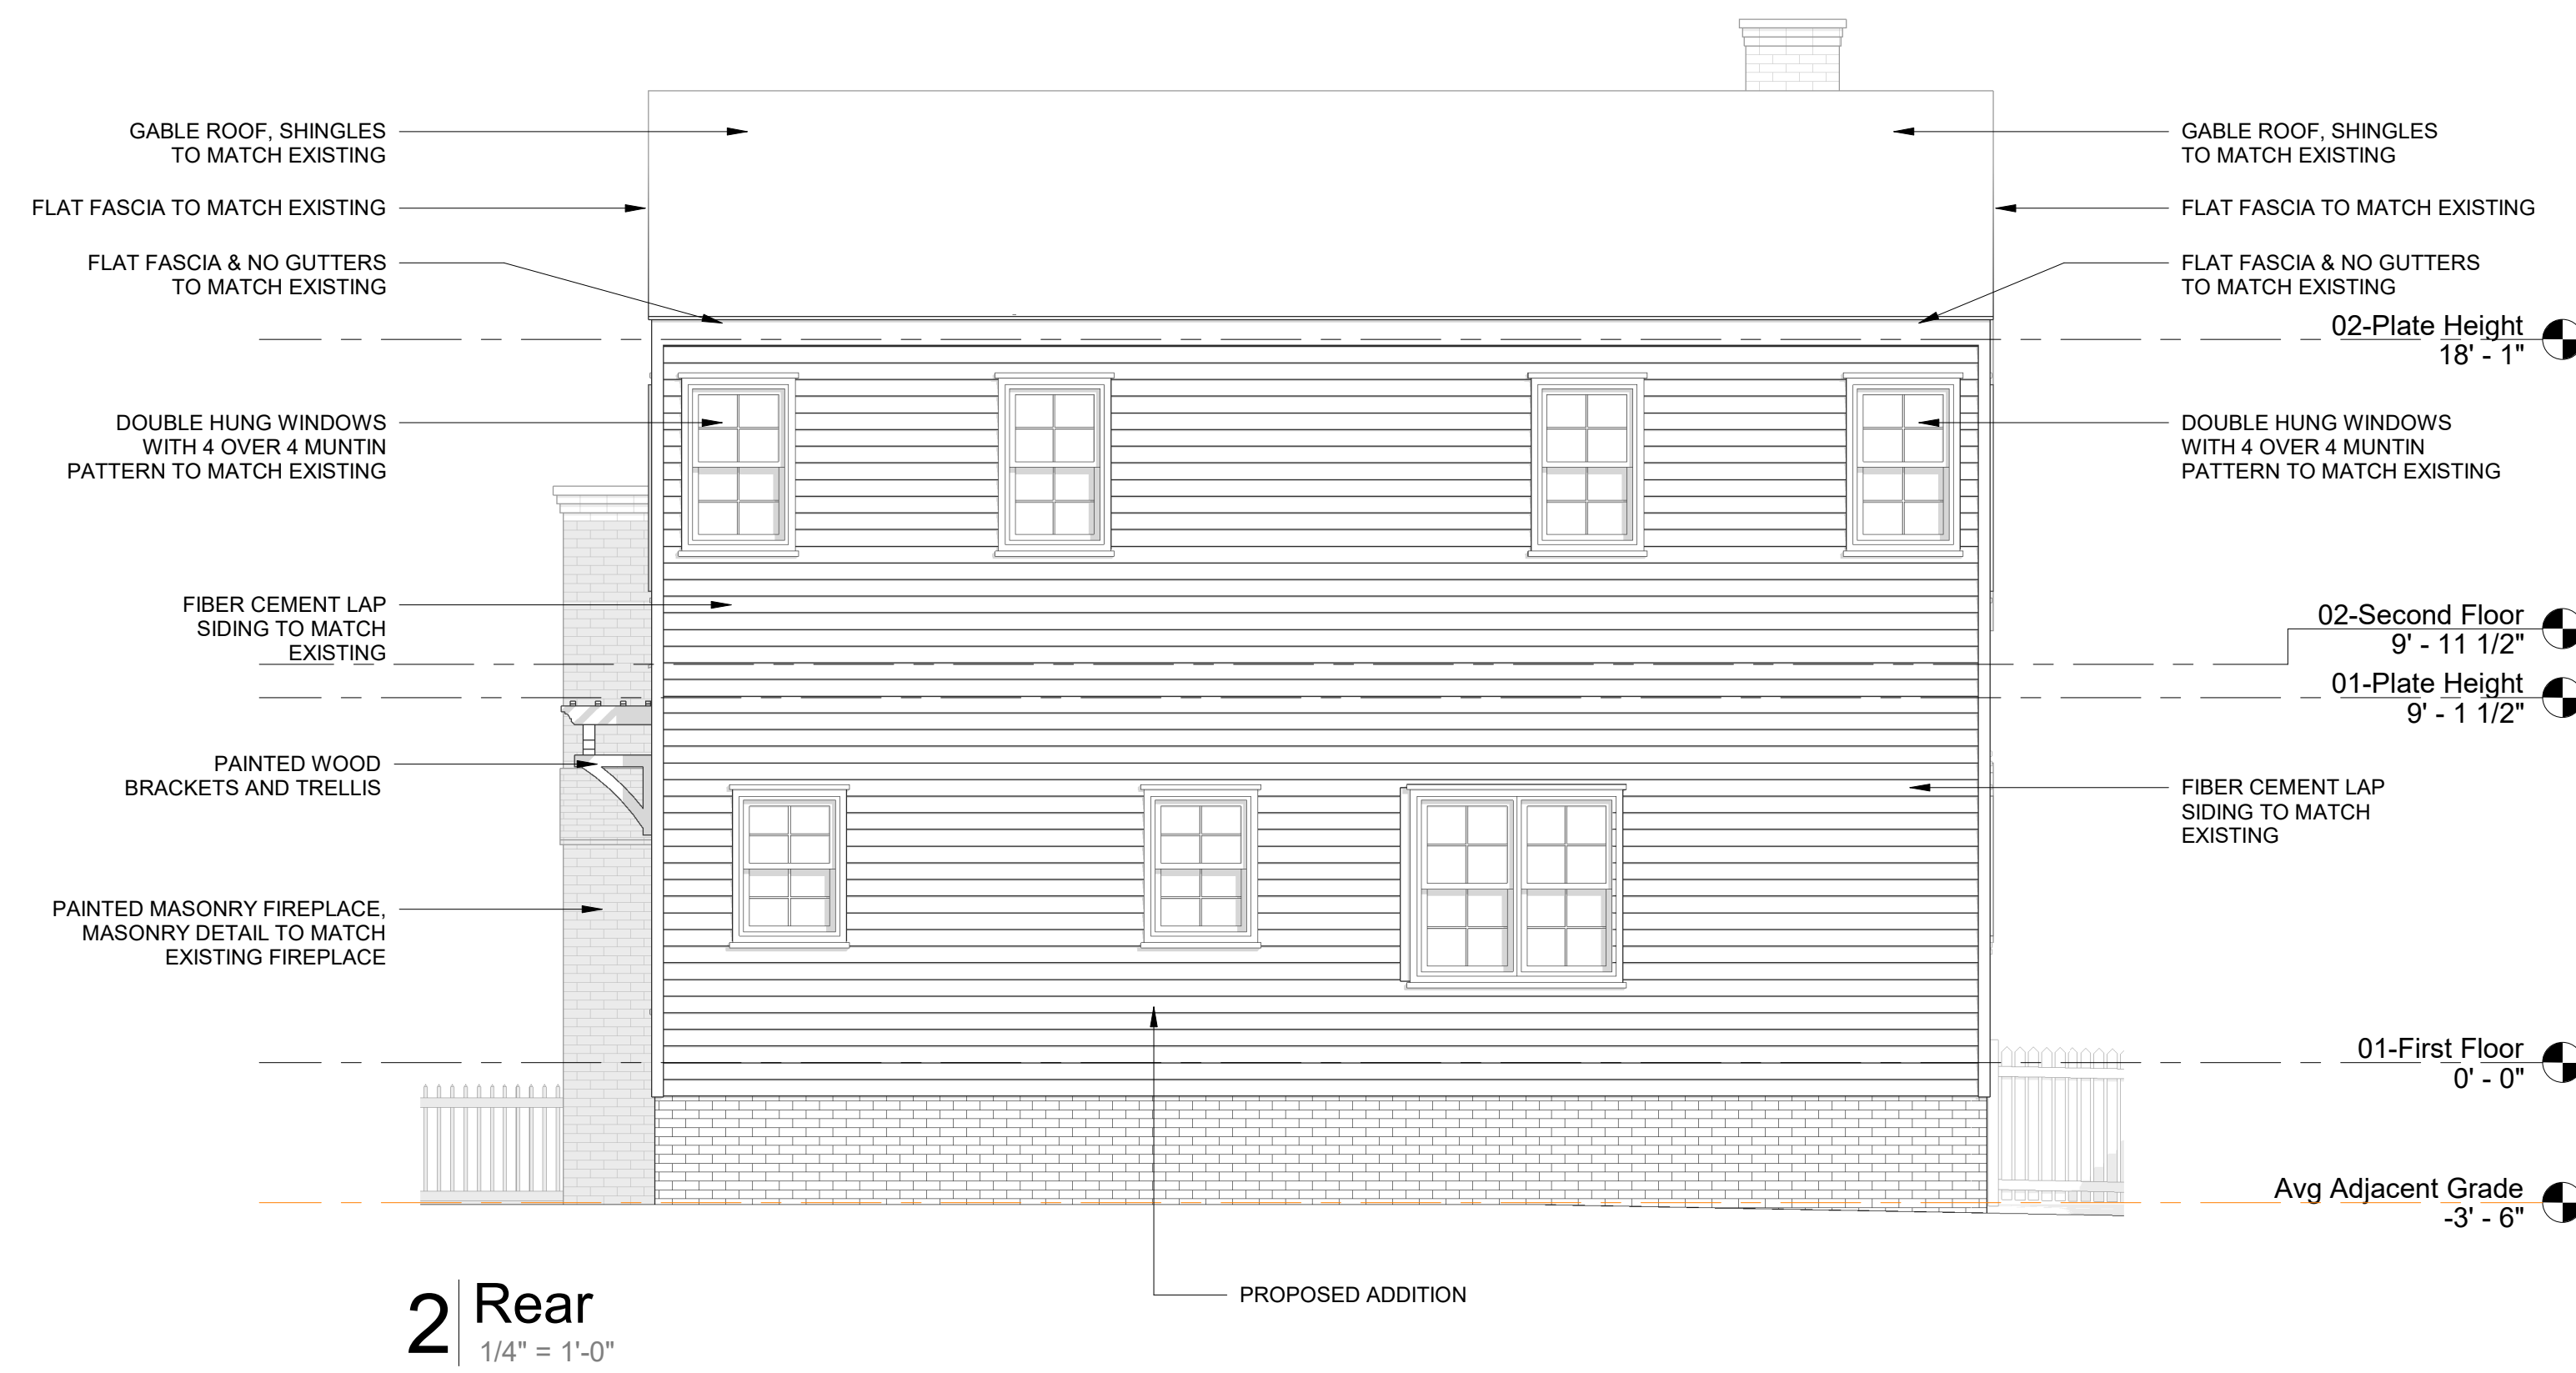 GABLE ROOF, SHINGLES
TO MATCH EXISTING
FLAT FASCIA TO MATCH EXISTING
FLAT FASCIA & NO GUTTERS
TO MATCH EXISTING
DOUBLE HUNG WINDOWS
WITH 4 OVER 4 MUNTIN
PATTERN TO MATCH EXISTING
FIBER CEMENT LAP
SIDING TO MATCH
EXISTING
PAINTED WOOD
BRACKETS AND TRELLIS
PAINTED MASONRY FIREPLACE,
MASONRY DETAIL TO MATCH
EXISTING FIREPLACE
GABLE ROOF, SHINGLES
TO MATCH EXISTING
FLAT FASCIA TO MATCH EXISTING
FLAT FASCIA & NO GUTTERS
TO MATCH EXISTING
02-Plate Height
18' - 1"
DOUBLE HUNG WINDOWS
WITH 4 OVER 4 MUNTIN
PATTERN TO MATCH EXISTING
02-Second Floor
9' - 11 1/2"
01-Plate Height
9' - 1 1/2"
FIBER CEMENT LAP
SIDING TO MATCH
EXISTING
01-First Floor
0' - 0"
Avg Adjacent Grade
-3' - 6"
PROPOSED ADDITION
2 Rear
1/4" = 1'-0"